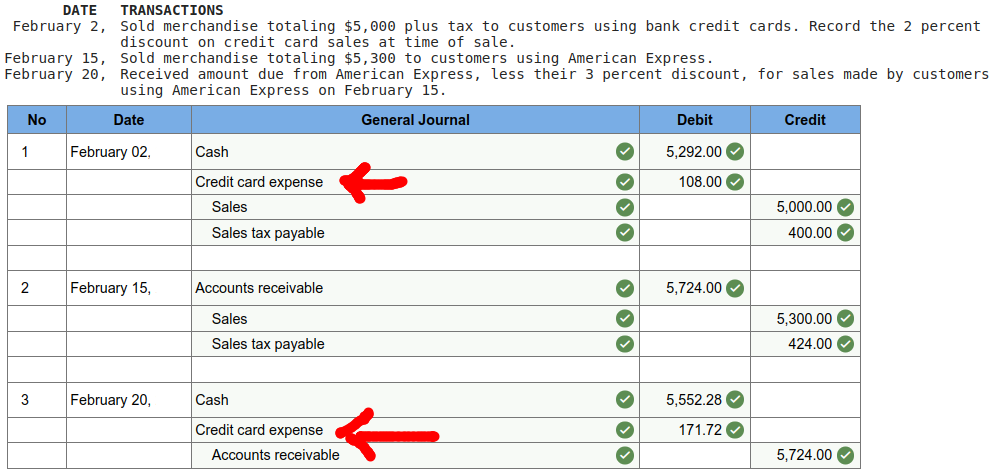 DATE TRANSACTIONS
February 2, Sold merchandise totaling $5,000 plus tax to customers using bank credit cards. Record the 2 percent
discount on credit card sales at time of sale.
February 15, Sold merchandise totaling $5,300 to customers using American Express.
February 20, Received amount due from American Express, less their 3 percent discount, for sales made by customers
using American Express on February 15.
No Date General Journal Debit Credit
1 February 02, Cash 5,292.00
Credit card expense 108.00
Sales 5,000.00
Sales tax payable 400.00
2 February 15, Accounts receivable 5,724.00
Sales 5,300.00
Sales tax payable 424.00
3 February 20, Cash 5,552.28
Credit card expense 171.72
Accounts receivable 5,724.00